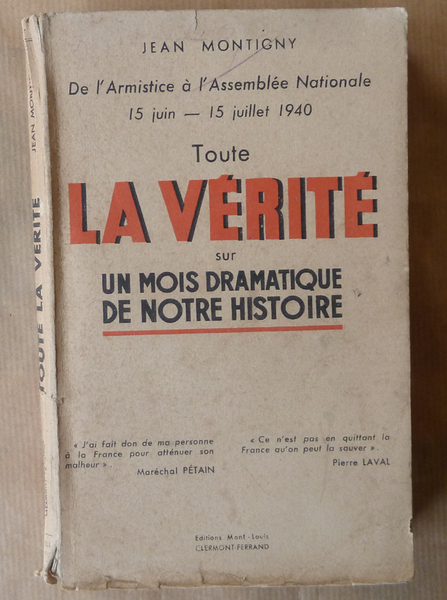 JEAN MONTIGNY
De l'Armistice à l'Assemblée Nationale
15 juin — 15 juillet 1940
Toute
LA VÉRITÉ
sur
UN MOIS DRAMATIQUE
DE NOTRE HISTOIRE
« J'ai fait don de ma personne
à la France pour atténuer son
malheur »..
Maréchal PÉTAIN
« Ce n'est pas en quittant la
France qu'on peut la sauver »..
Pierre LAVAL
Editions Mont-Louis
CLERMONT-FERRAND
TOUTE LA VÉRITÉ
JEAN MONT